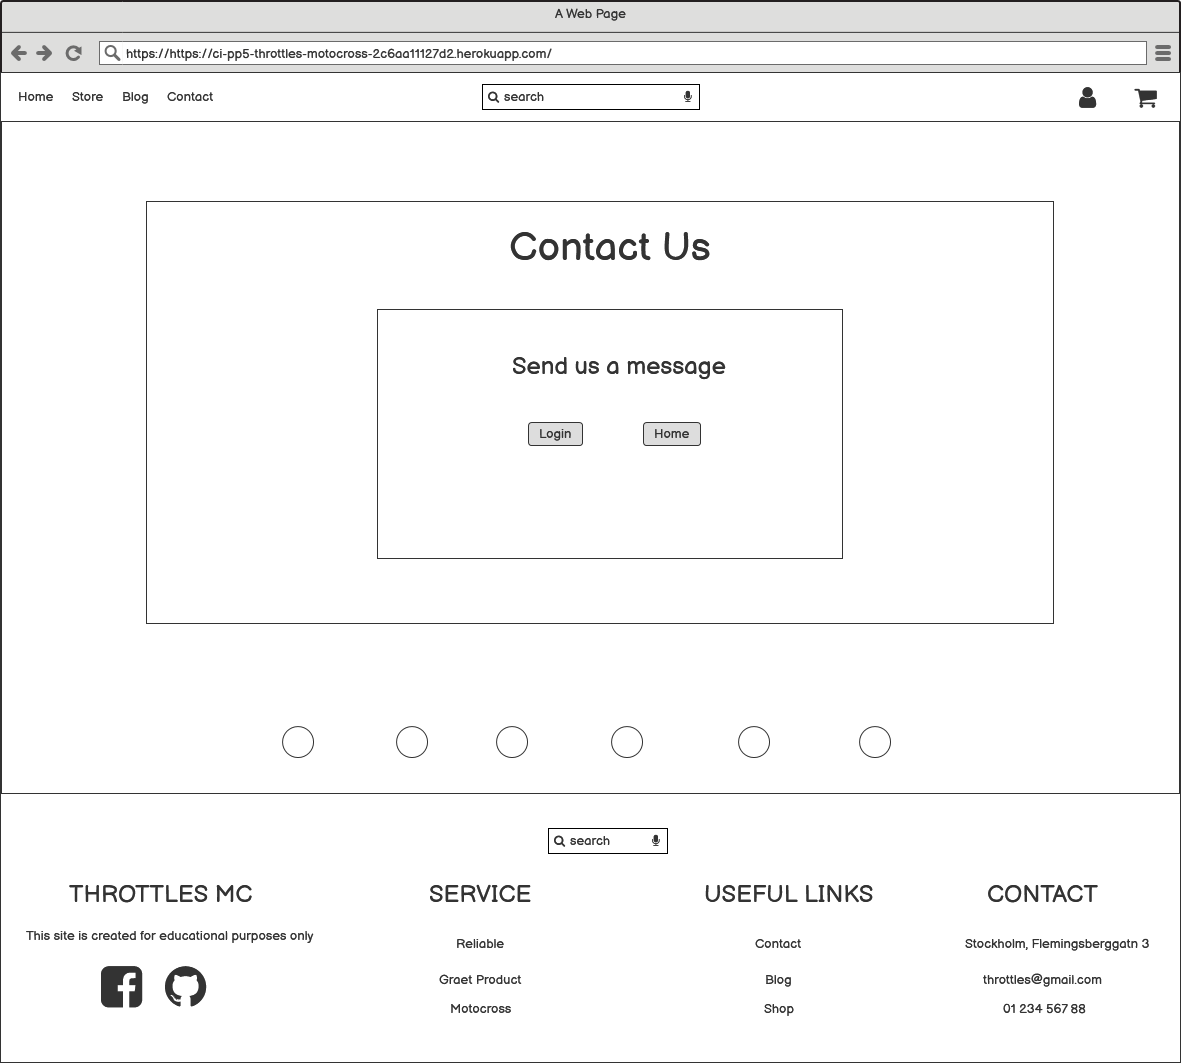 A Web Page
https://https://ci-pp5-throttles-motocross-2c6aa11127d2.herokuapp.com/
Home Store Blog Contact search
Contact Us
Send us a message
Login Home
search
THROTTLES MC SERVICE USEFUL LINKS CONTACT
This site is created for educational purposes only
Reliable Contact Stockholm, Flemingsberggatn 3
Graet Product Blog throttles@gmail.com
Motocross Shop 01 234 567 88